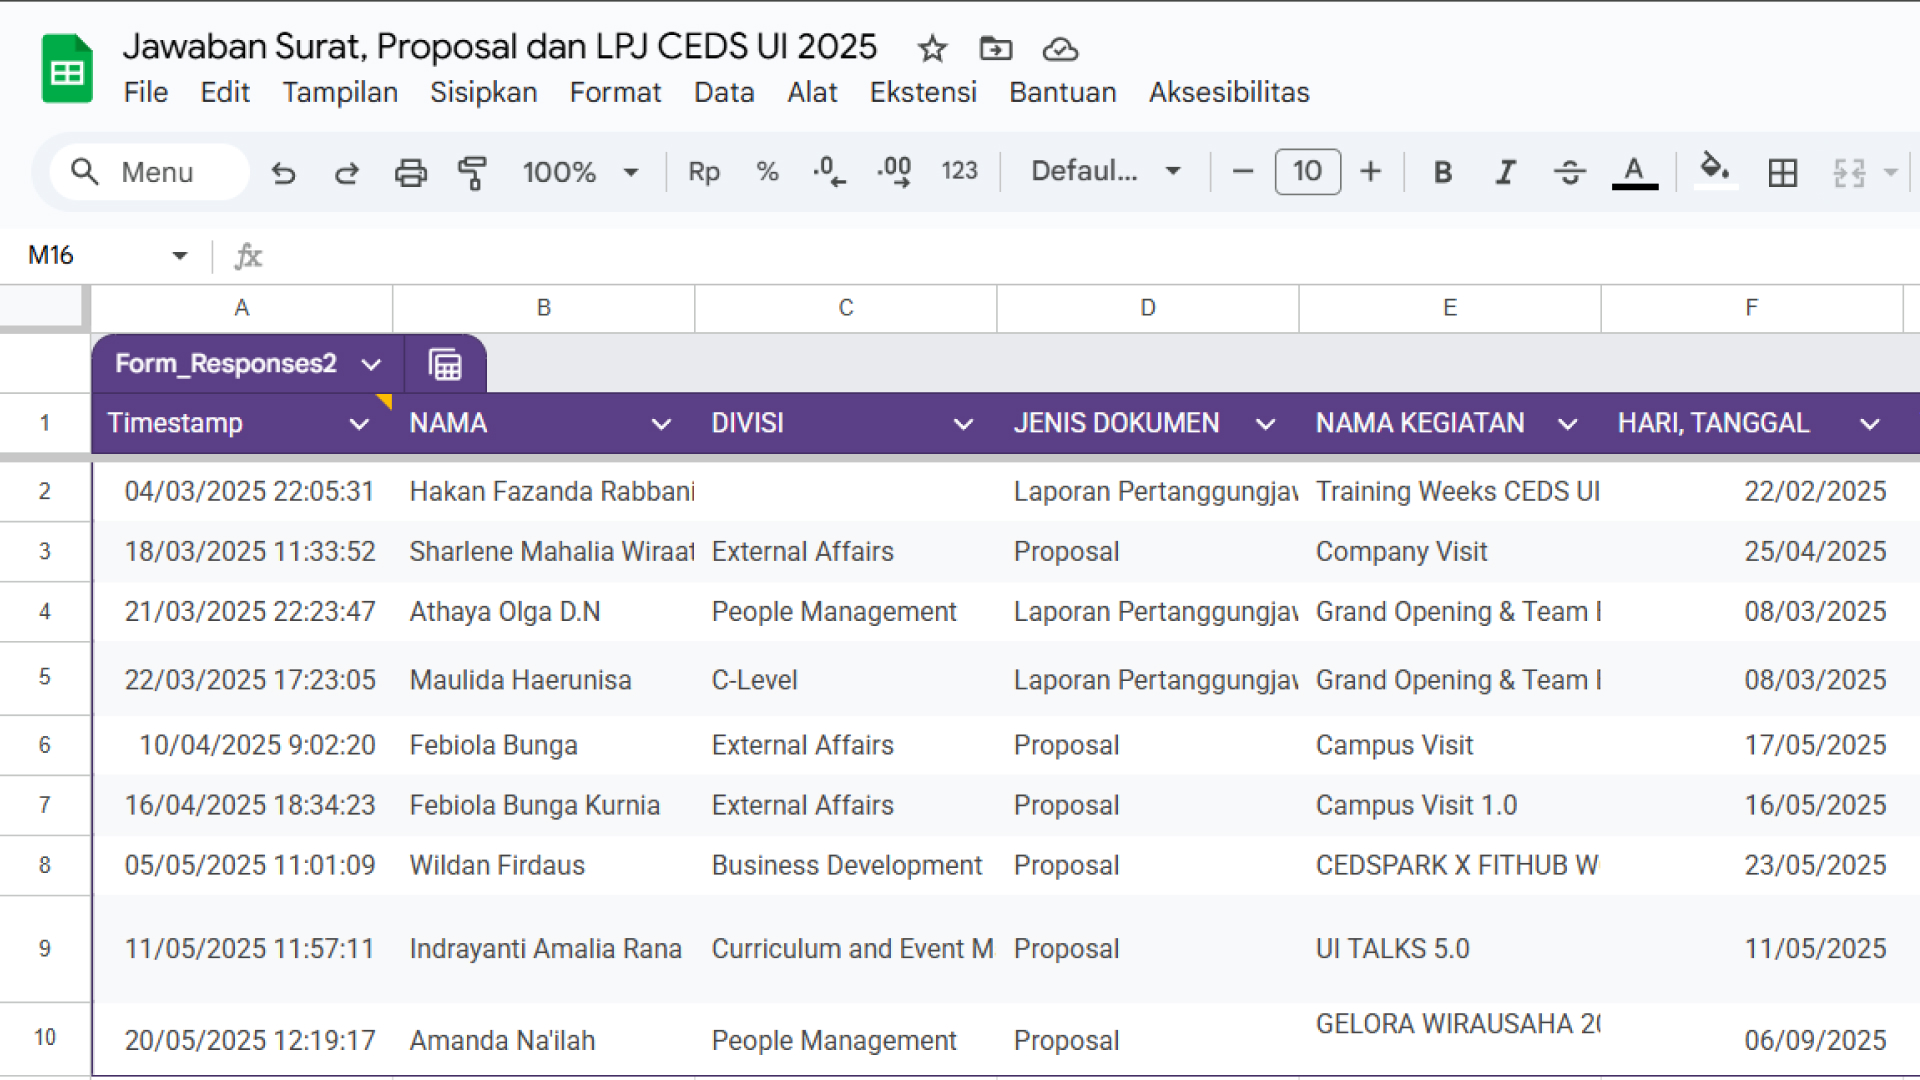 Jawaban Surat, Proposal dan LPJ CEDS UI 2025
File Edit Tampilan Sisipkan Format Data Alat Ekstensi Bantuan Aksesibilitas
Menu 100% Rp % .0 .00 123 Defaul... 10 B I S A
M16 fx
A B C D E F
Form_Responses2
1 Timestamp NAMA DIVISI JENIS DOKUMEN NAMA KEGIATAN HARI, TANGGAL
2 04/03/2025 22:05:31 Hakan Fazanda Rabbani Laporan Pertanggungjaw Training Weeks CEDS UI 22/02/2025
3 18/03/2025 11:33:52 Sharlene Mahalia Wiraat External Affairs Proposal Company Visit 25/04/2025
4 21/03/2025 22:23:47 Athaya Olga D.N People Management Laporan Pertanggungjaw Grand Opening & Team 08/03/2025
5 22/03/2025 17:23:05 Maulida Haerunisa C-Level Laporan Pertanggungjaw Grand Opening & Team 08/03/2025
6 10/04/2025 9:02:20 Febiola Bunga External Affairs Proposal Campus Visit 17/05/2025
7 16/04/2025 18:34:23 Febiola Bunga Kurnia External Affairs Proposal Campus Visit 1.0 16/05/2025
8 05/05/2025 11:01:09 Wildan Firdaus Business Development Proposal CEDSPARK X FITHUB W 23/05/2025
9 11/05/2025 11:57:11 Indrayanti Amalia Rana Curriculum and Event M Proposal UI TALKS 5.0 11/05/2025
10 20/05/2025 12:19:17 Amanda Na'ilah People Management Proposal GELORA WIRAUSAHA 20 06/09/2025